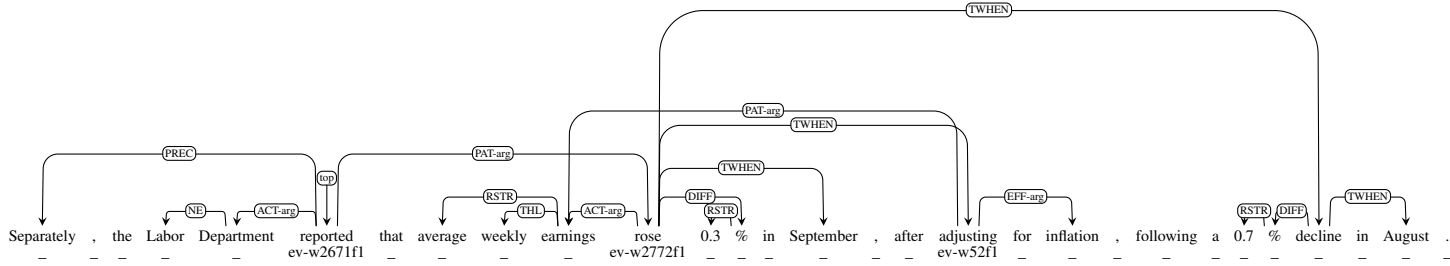 TWHEN
PAT-arg
TWHEN
PREC PAT-arg
TWHEN
top
RSTR DIFF EFF-arg TWHEN
NE ACT-arg THL ACT-arg RSTR RSTR DIFF
Separately , the Labor Department reported that average weekly earnings rose 0.3 % in September , after adjusting for inflation , following a 0.7 % decline in August .
_ _ _ _ _ ev-w2671f1 _ _ _ _ ev-w2772f1 _ _ _ _ _ _ ev-w52f1 _ _ _ _ _ _ _ _ _ _ _